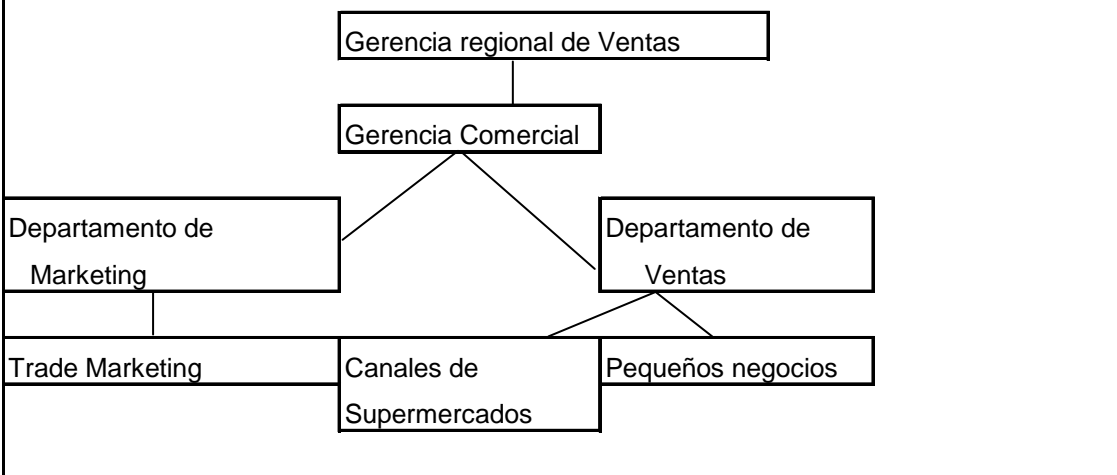 Gerencia regional de Ventas
Gerencia Comercial
Departamento de
Marketing
Departamento de
Ventas
Trade Marketing
Canales de
Supermercados
Pequeños negocios